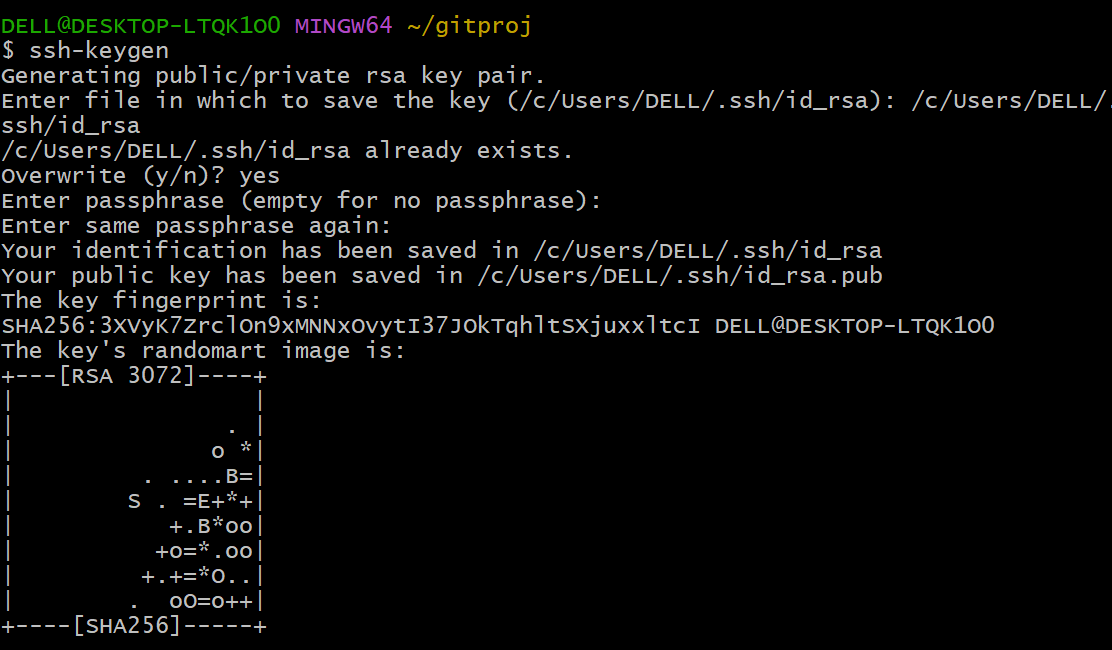 DELL@DESKTOP-LTQK1O0 MINGW64 ~/gitproj
$ ssh-keygen
Generating public/private rsa key pair.
Enter file in which to save the key (/c/Users/DELL/.ssh/id_rsa): /c/Users/DELL/.
ssh/id_rsa
/c/Users/DELL/.ssh/id_rsa already exists.
Overwrite (y/n)? yes
Enter passphrase (empty for no passphrase):
Enter same passphrase again:
Your identification has been saved in /c/Users/DELL/.ssh/id_rsa
Your public key has been saved in /c/Users/DELL/.ssh/id_rsa.pub
The key fingerprint is:
SHA256:3XVyK7ZrclOn9xMNNxOvytI37JOkTqhltSXjuxxltcI DELL@DESKTOP-LTQK1O0
The key's randomart image is:
+---[RSA 3072]----+
|                 |
|               . |
|              o *|
|         . ....B=|
|        S . =E+*+|
|           +.B*oo|
|          +o=*.oo|
|         +.+=*O..|
|        .  oO=o++|
+----[SHA256]-----+